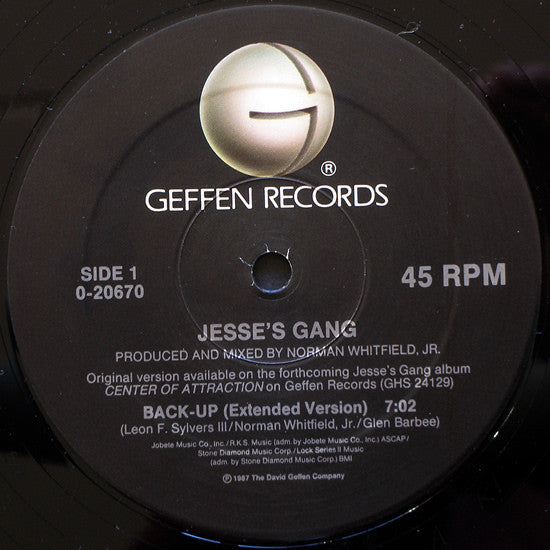 ®
GEFFEN RECORDS
SIDE 1
0-20670
45 RPM
JESSE'S GANG
PRODUCED AND MIXED BY NORMAN WHITFIELD, JR.
Original version available on the forthcoming Jesse's Gang album
CENTER OF ATTRACTION on Geffen Records (GHS 24129)
BACK-UP (Extended Version) 7:02
(Leon F. Sylvers III/Norman Whitfield, Jr./Glen Barbee)
Jobete Music Co., Inc./R.K.S. Music (adm. by Jobete Music Co., Inc.) ASCAP/
Stone Diamond Music Corp./Lock Series II Music
(adm. by Stone Diamond Music Corp.) BMI
℗ 1987 The David Geffen Company